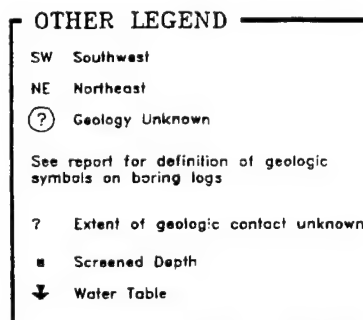 OTHER LEGEND
SW Southwest
NE Northeast
? Geology Unknown
See report for definition of geologic
symbols on boring logs
? Extent of geologic contact unknown
Screened Depth
Water Table